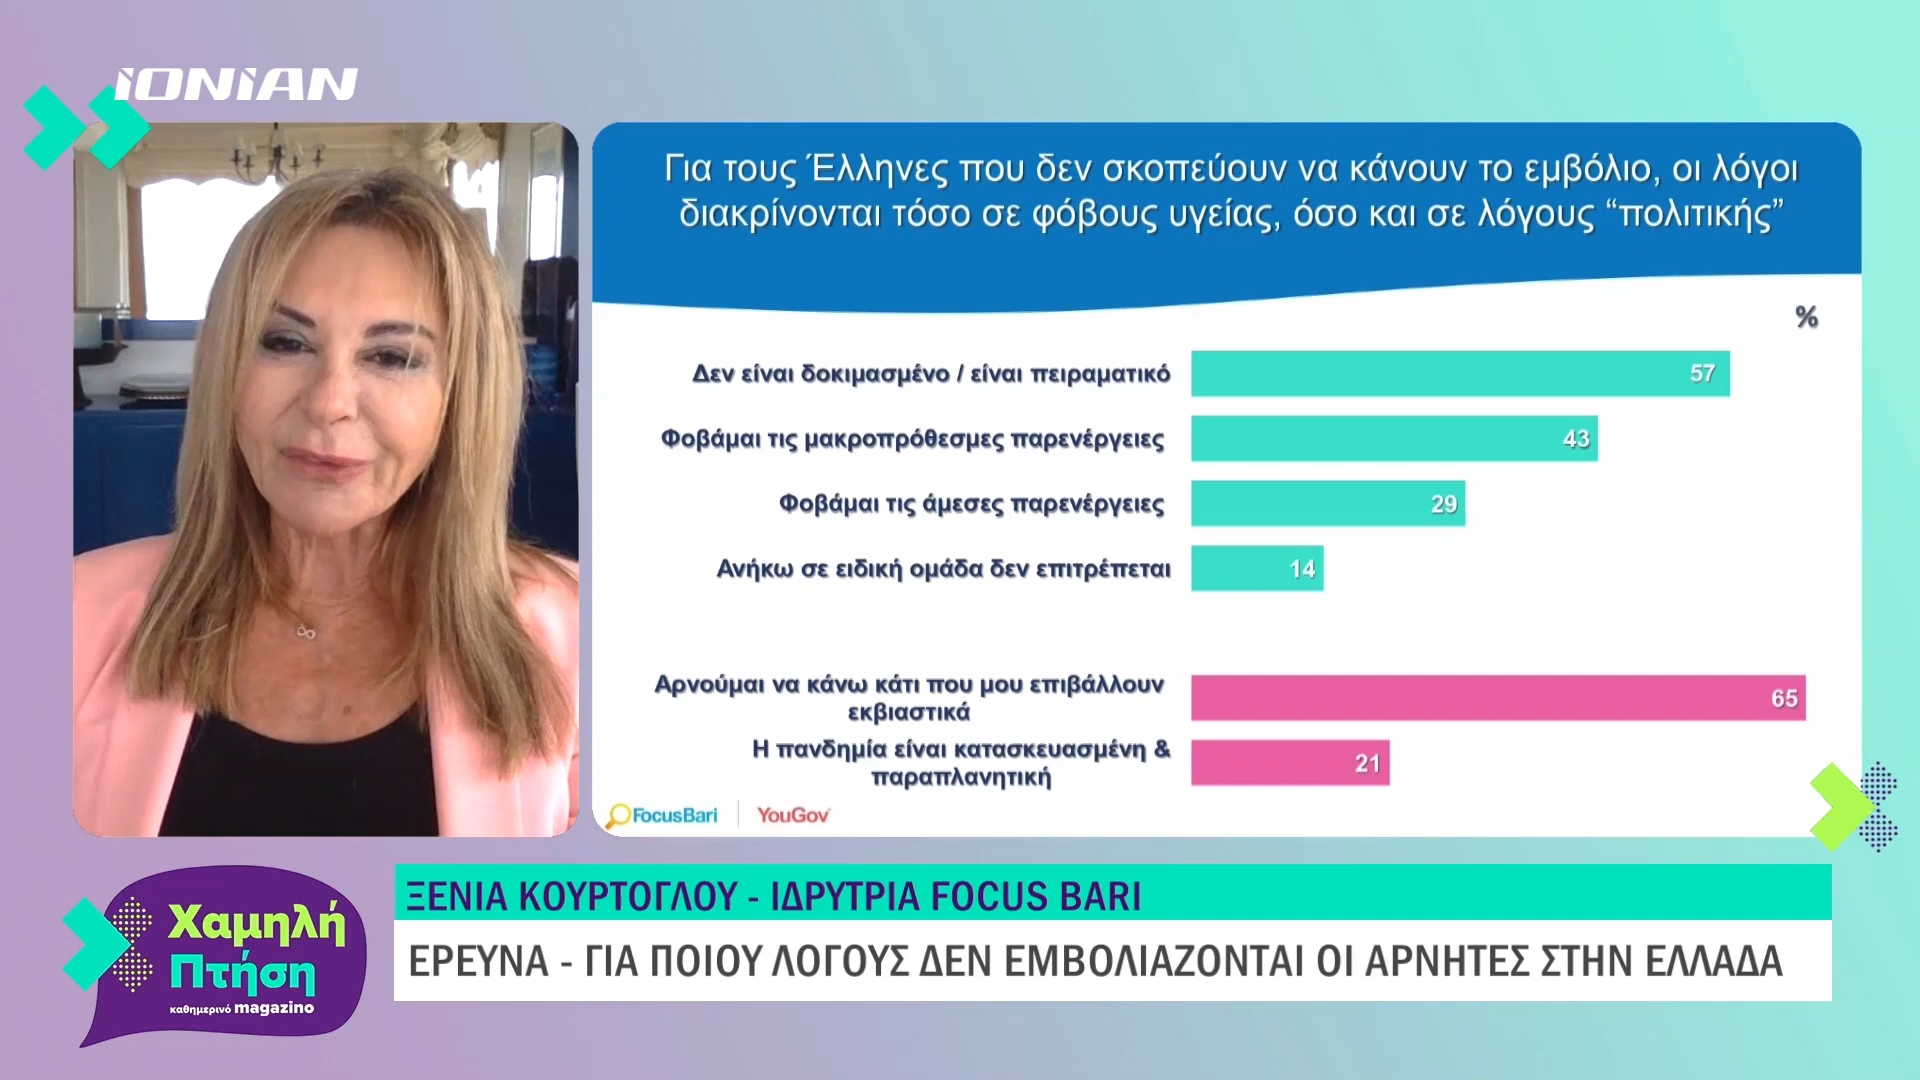 IONIAN
Για τους Έλληνες που δεν σκοπεύουν να κάνουν το εμβόλιο, οι λόγοι
διακρίνονται τόσο σε φόβους υγείας, όσο και σε λόγους “πολιτικής”
%
Δεν είναι δοκιμασμένο / είναι πειραματικό
57
Φοβάμαι τις μακροπρόθεσμες παρενέργειες
43
Φοβάμαι τις άμεσες παρενέργειες
29
Ανήκω σε ειδική ομάδα δεν επιτρέπεται
14
Αρνούμαι να κάνω κάτι που μου επιβάλλουν
εκβιαστικά
65
Η πανδημία είναι κατασκευασμένη &
παραπλανητική
21
FocusBari
YouGov
ΞΕΝΙΑ ΚΟΥΡΤΟΓΛΟΥ - ΙΔΡΥΤΡΙΑ FOCUS BARI
ΕΡΕΥΝΑ - ΓΙΑ ΠΟΙΟΥ ΛΟΓΟΥΣ ΔΕΝ ΕΜΒΟΛΙΑΖΟΝΤΑΙ ΟΙ ΑΡΝΗΤΕΣ ΣΤΗΝ ΕΛΛΑΔΑ
Χαμηλή
Πτήση
καθημερινό magazino